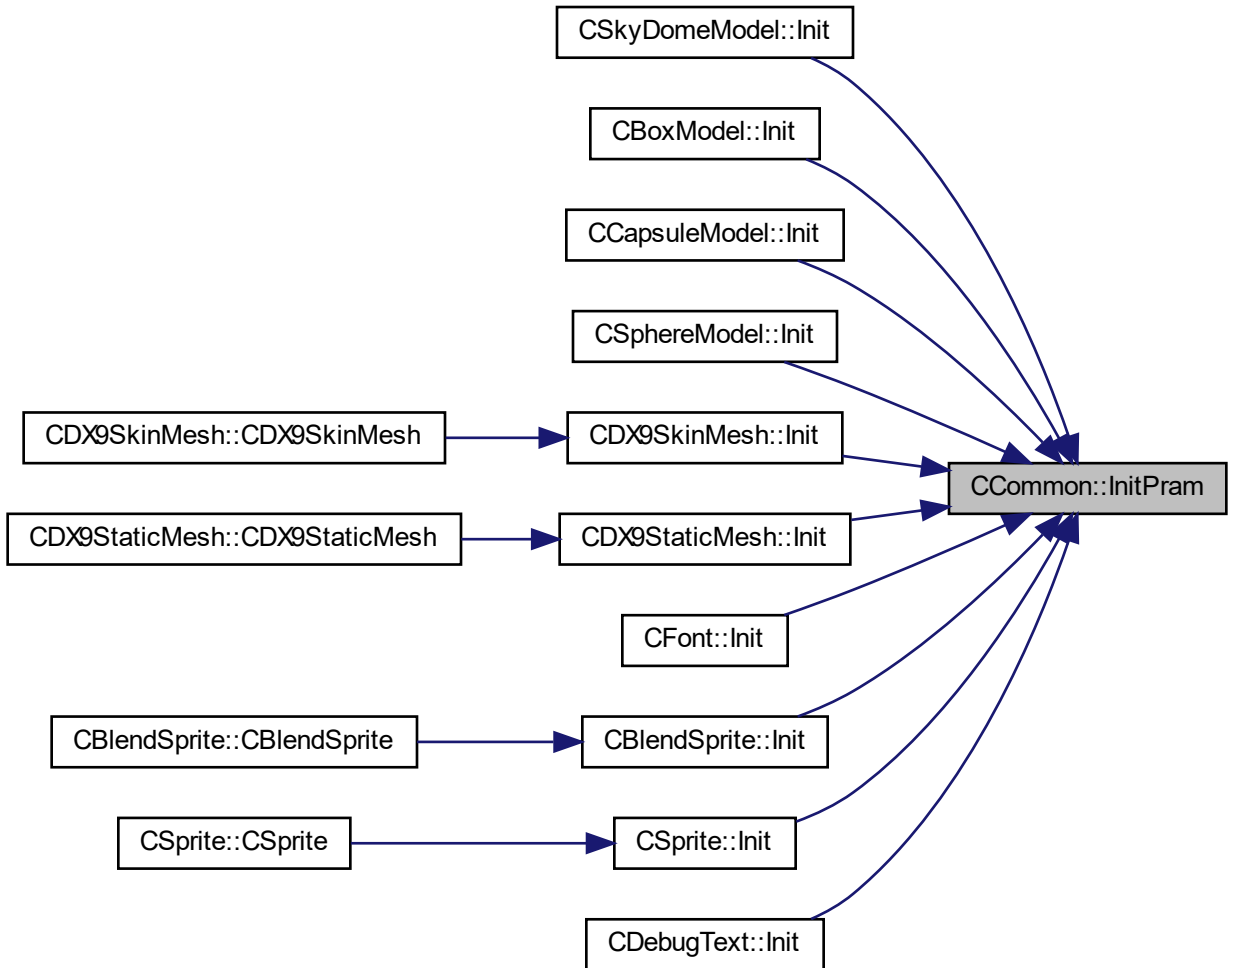 CSkyDomeModel::Init
CBoxModel::Init
CCapsuleModel::Init
CSphereModel::Init
CDX9SkinMesh::CDX9SkinMesh
CDX9SkinMesh::Init
CCommon::InitPram
CDX9StaticMesh::CDX9StaticMesh
CDX9StaticMesh::Init
CFont::Init
CBlendSprite::CBlendSprite
CBlendSprite::Init
CSprite::CSprite
CSprite::Init
CDebugText::Init